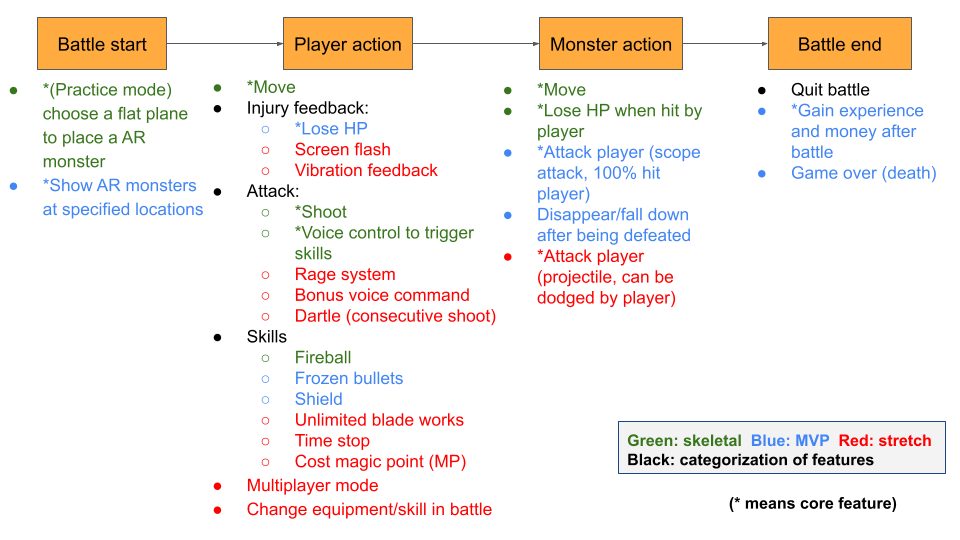 Battle start
Player action
Monster action
Battle end
*(Practice mode)
choose a flat plane
to place a AR
monster
*Show AR monsters
at specified locations
*Move
Injury feedback:
*Lose HP
Screen flash
Vibration feedback
Attack:
*Shoot
*Voice control to trigger
skills
Rage system
Bonus voice command
Dartle (consecutive shoot)
Skills
Fireball
Frozen bullets
Shield
Unlimited blade works
Time stop
Cost magic point (MP)
Multiplayer mode
Change equipment/skill in battle
*Move
*Lose HP when hit by
player
*Attack player (scope
attack, 100% hit
player)
Disappear/fall down
after being defeated
*Attack player
(projectile, can be
dodged by player)
Quit battle
*Gain experience
and money after
battle
Game over (death)
Green: skeletal Blue: MVP Red: stretch
Black: categorization of features
(* means core feature)